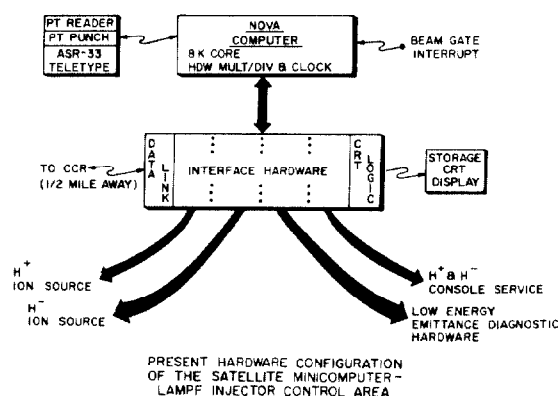 PT READER
PT PUNCH
ASR-33
TELETYPE
NOVA
COMPUTER
8K CORE
HDW MULT/DIV & CLOCK
BEAM GATE
INTERRUPT
DATA LINK
INTERFACE HARDWARE
CRT LOGIC
TO CCR
(1/2 MILE AWAY)
STORAGE
CRT
DISPLAY
H+
ION SOURCE
H-
ION SOURCE
H+ & H-
CONSOLE SERVICE
LOW ENERGY
EMITTANCE DIAGNOSTIC
HARDWARE
PRESENT HARDWARE CONFIGURATION
OF THE SATELLITE MINICOMPUTER-
LAMPF INJECTOR CONTROL AREA